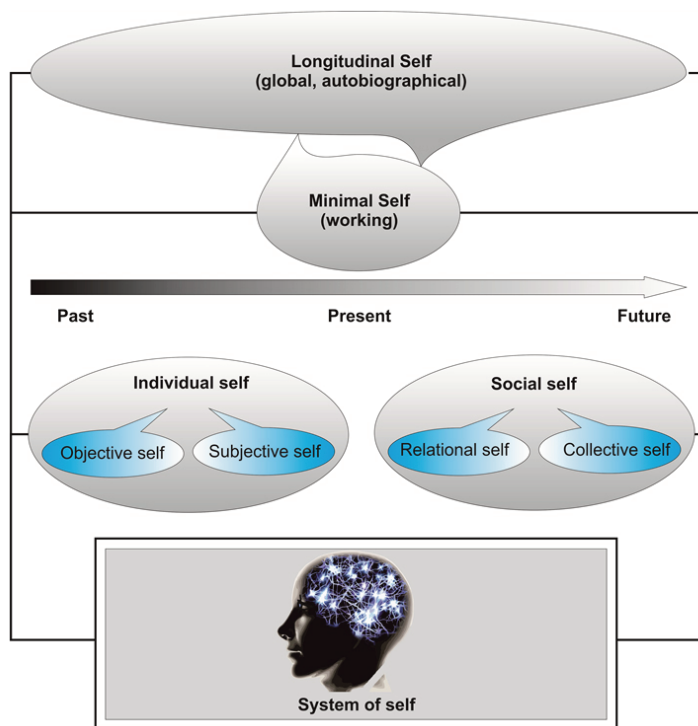 Longitudinal Self
(global, autobiographical)
Minimal Self
(working)
Past Present Future
Individual self Social self
Objective self Subjective self Relational self Collective self
System of self